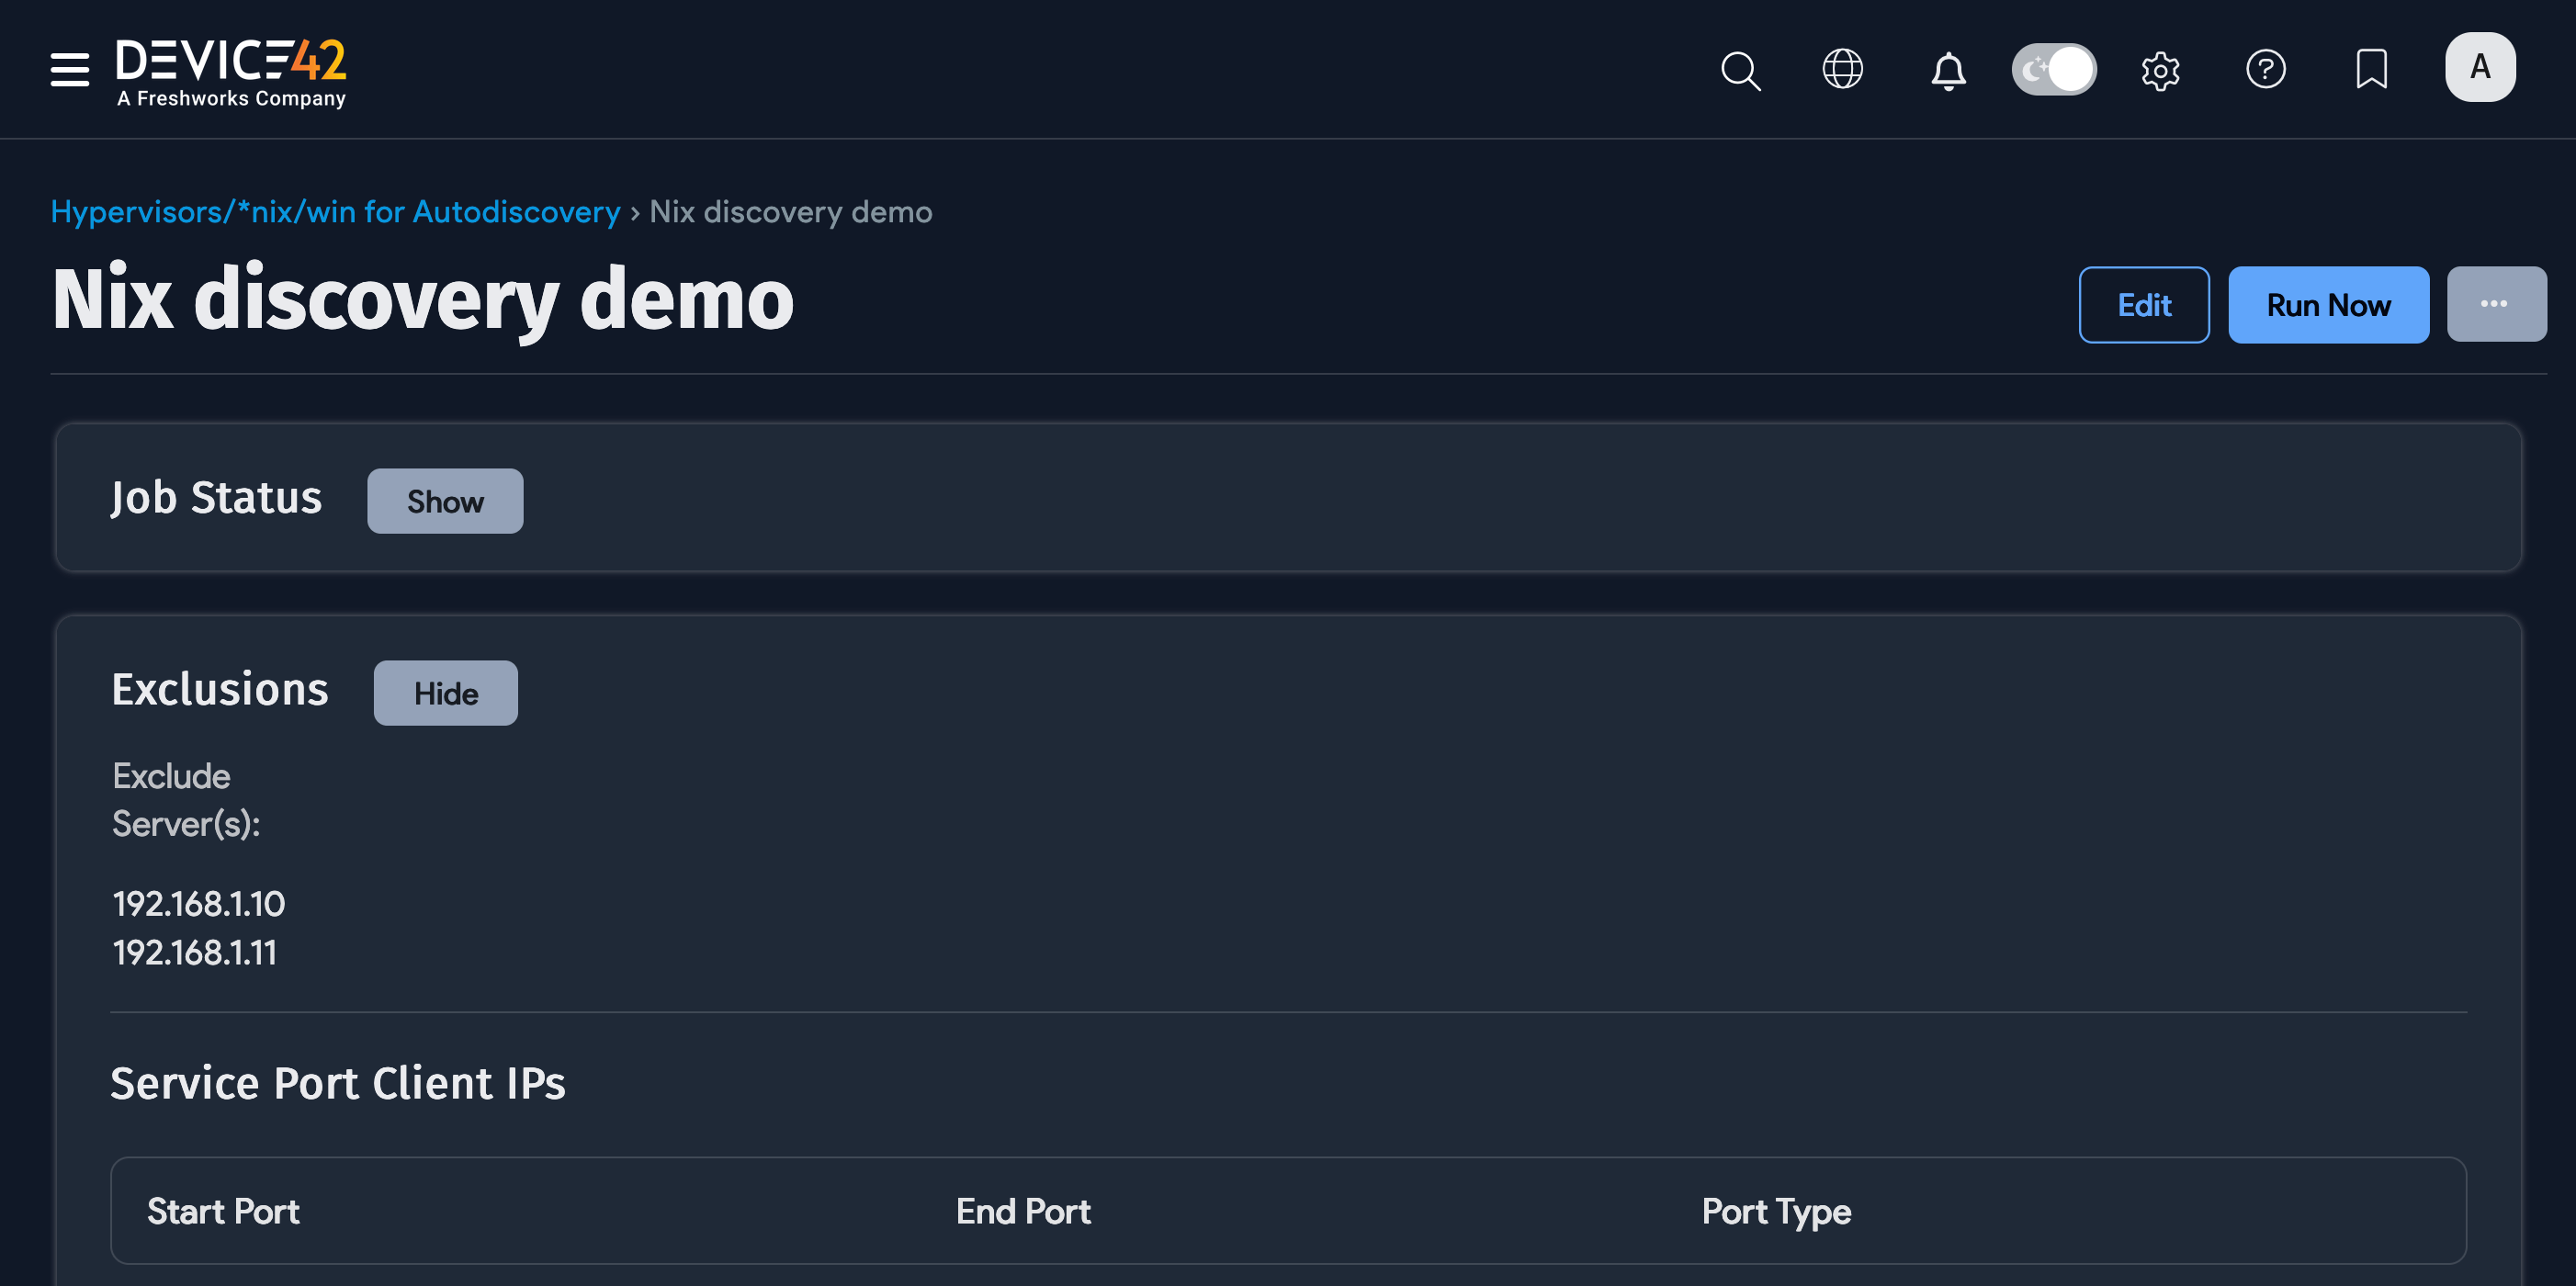 DEVICE42
A Freshworks Company
A
Hypervisors/*nix/win for Autodiscovery › Nix discovery demo
Nix discovery demo
Edit
Run Now
...
Job Status
Show
Exclusions
Hide
Exclude
Server(s):
192.168.1.10
192.168.1.11
Service Port Client IPs
Start Port
End Port
Port Type